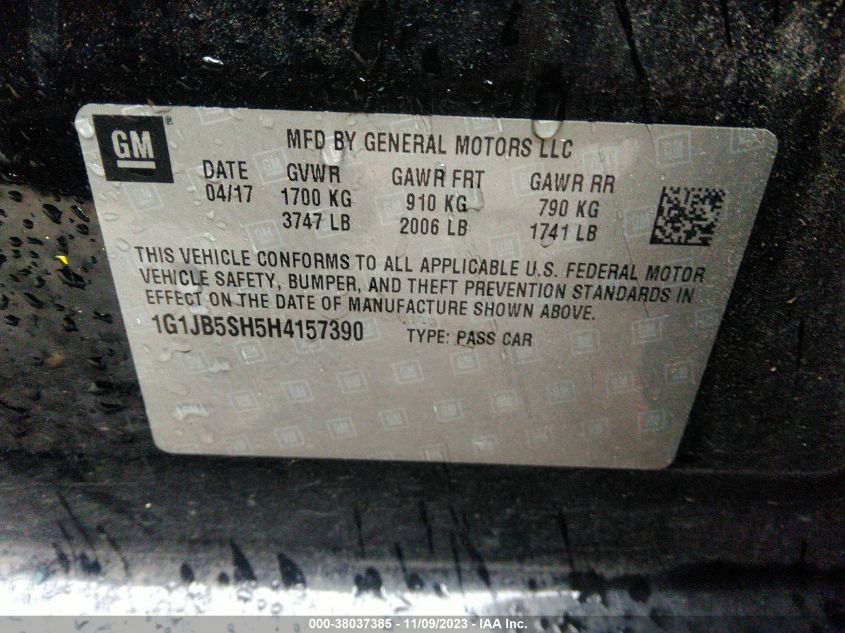 GM ®
MFD BY GENERAL MOTORS LLC
DATE GVWR GAWR FRT GAWR RR
04/17 1700 KG 910 KG 790 KG
3747 LB 2006 LB 1741 LB
THIS VEHICLE CONFORMS TO ALL APPLICABLE U.S. FEDERAL MOTOR
VEHICLE SAFETY, BUMPER, AND THEFT PREVENTION STANDARDS IN
EFFECT ON THE DATE OF MANUFACTURE SHOWN ABOVE.
1G1JB5SH5H4157390 TYPE: PASS CAR
000-38037385 - 11/09/2023 - IAA Inc.